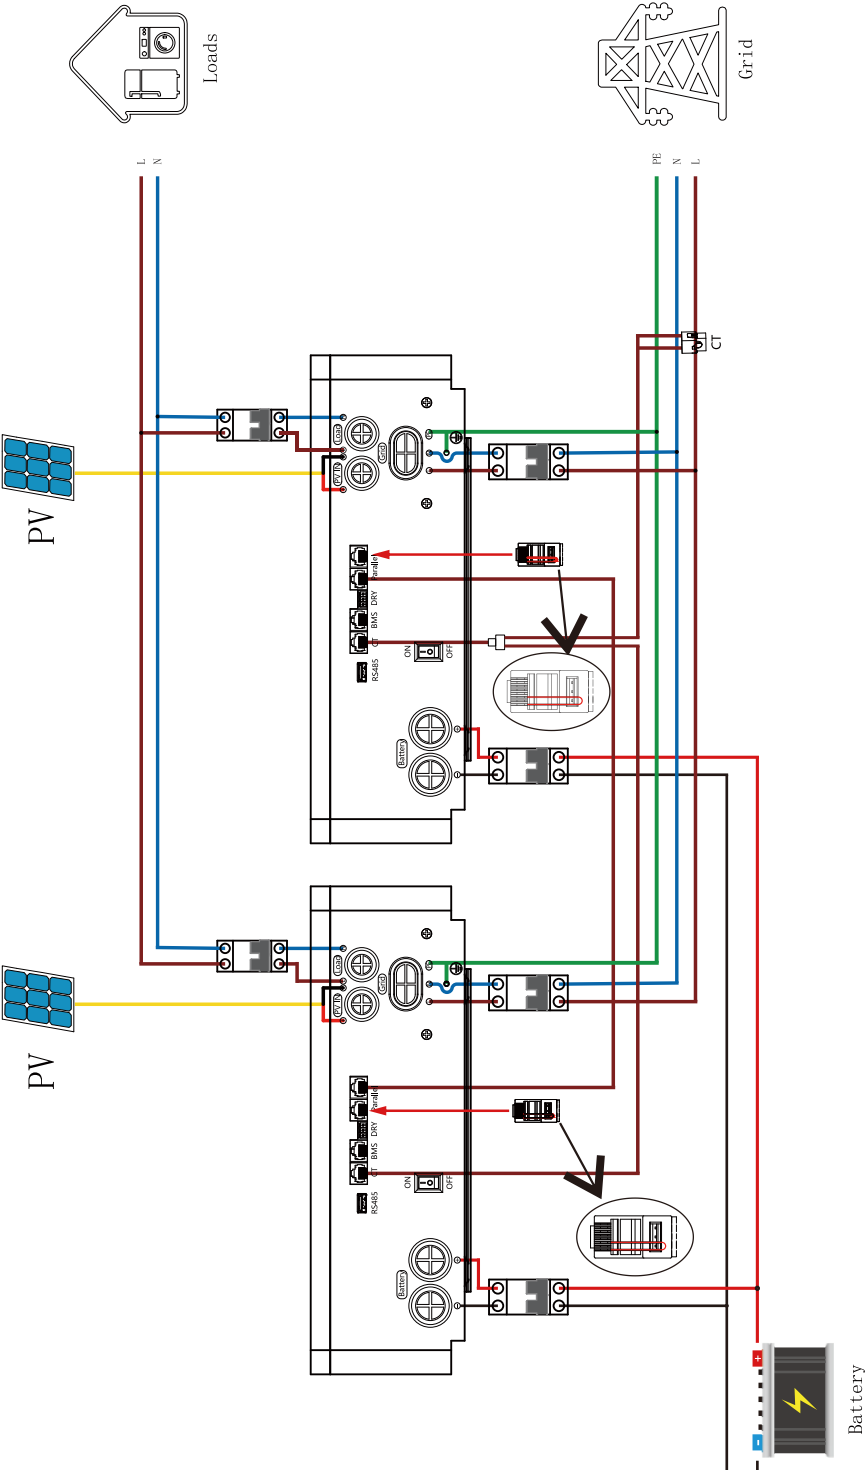 Loads
Grid
L
N
PE
N
L
CT
PV
Load
PV IN
Grid
Parallel
DRY
BMS
CT
RS485
ON
OFF
Battery
PV
Load
PV IN
Grid
Parallel
DRY
BMS
CT
RS485
ON
OFF
Battery
Battery